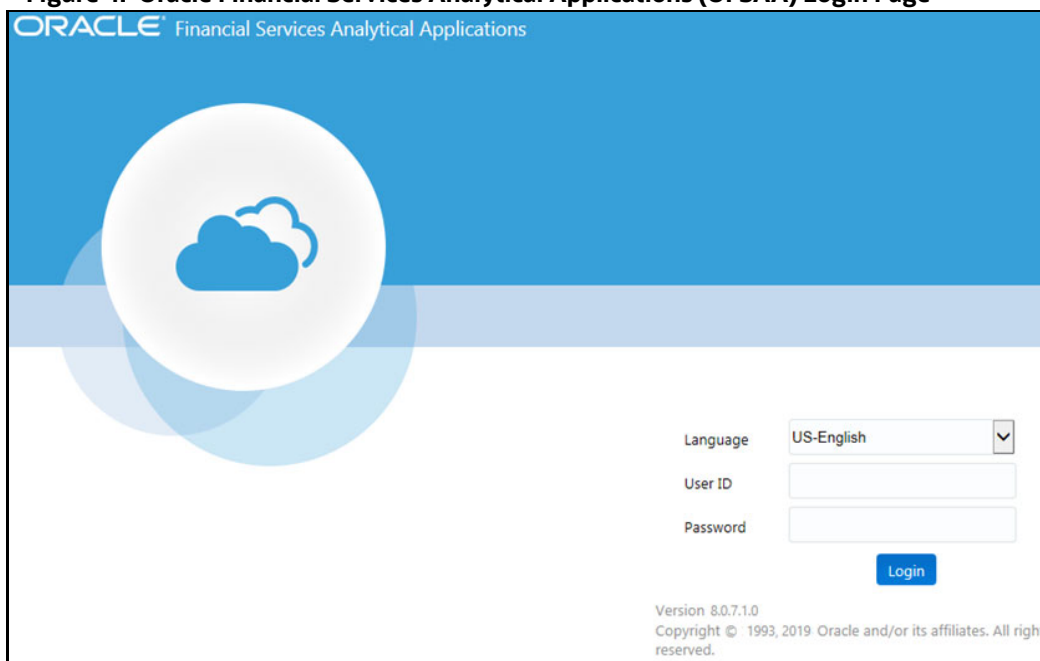 Figure 4. Oracle Financial Services Analytical Applications (OFSAA) Login Page
ORACLE® Financial Services Analytical Applications
Language US-English
User ID
Password
Login
Version 8.0.7.1.0
Copyright © 1993, 2019 Oracle and/or its affiliates. All righ
reserved.